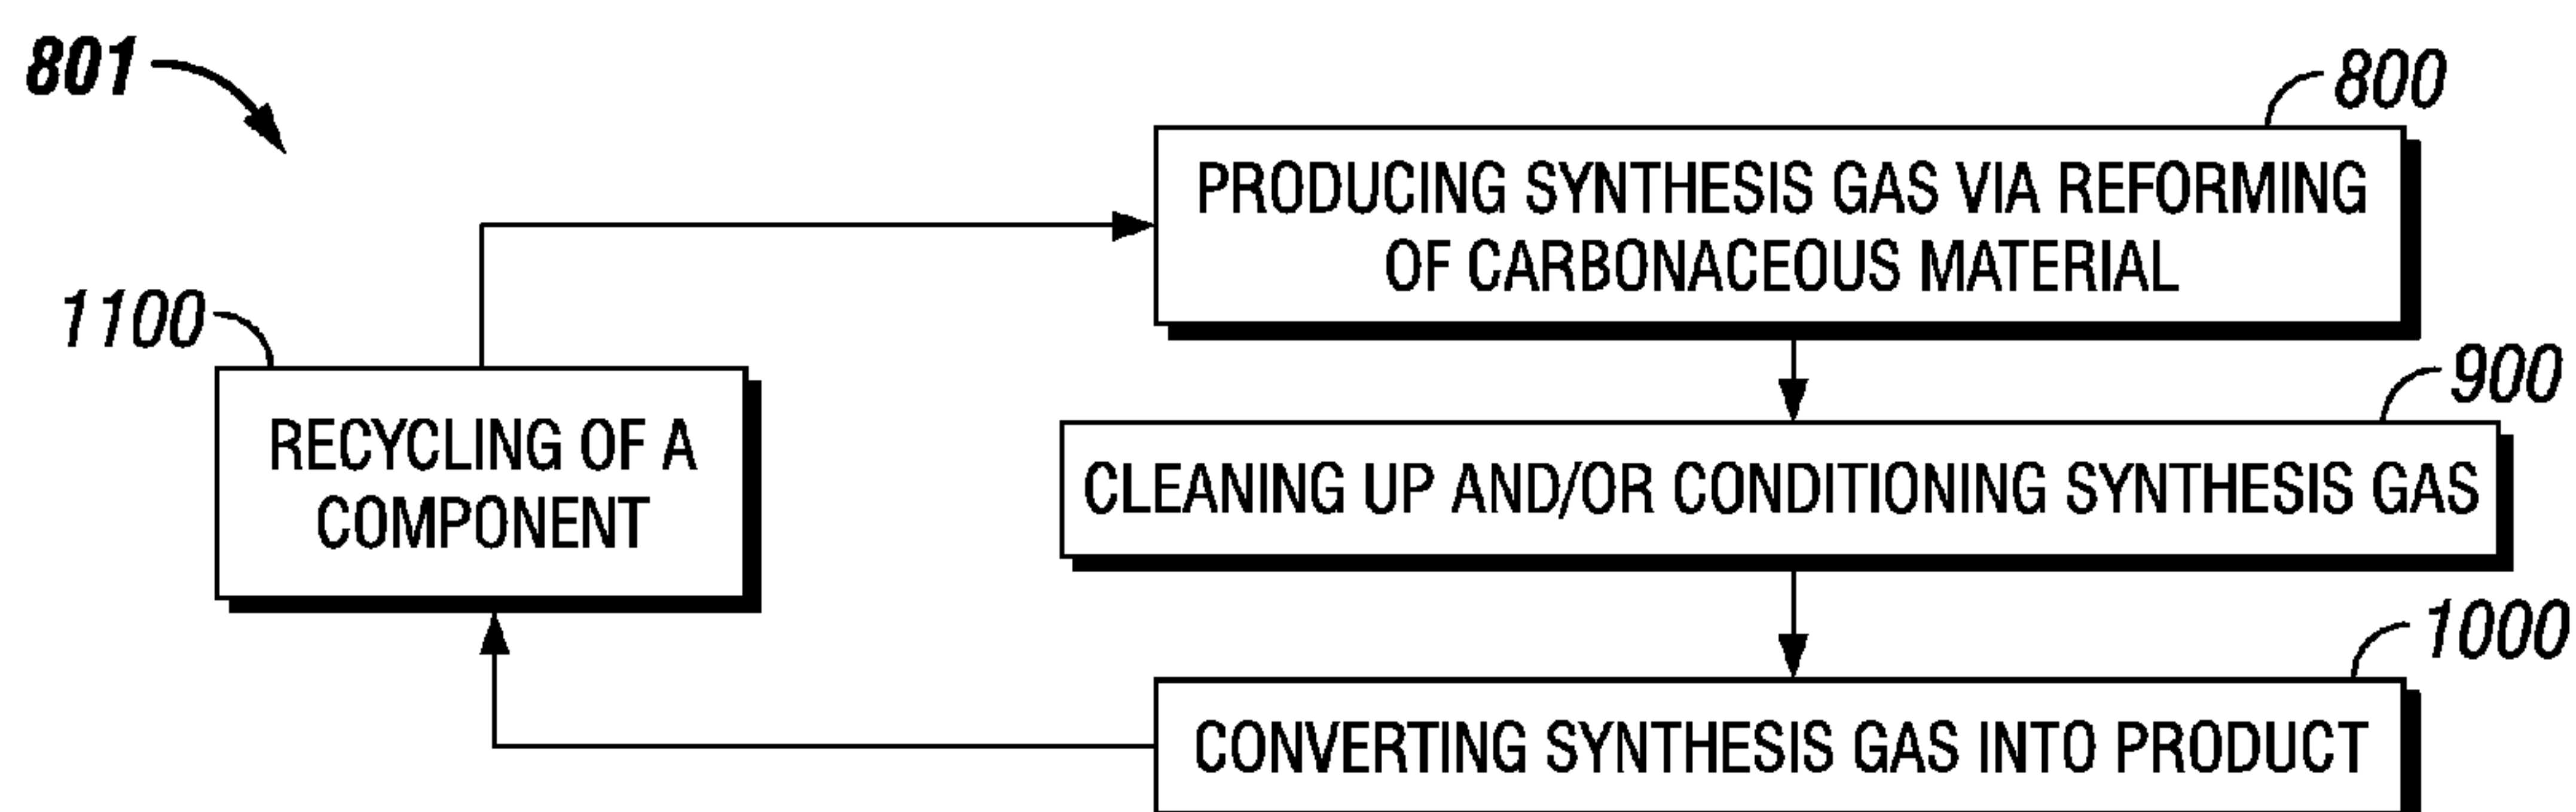 801
800
PRODUCING SYNTHESIS GAS VIA REFORMING
OF CARBONACEOUS MATERIAL
1100
RECYCLING OF A
COMPONENT
900
CLEANING UP AND/OR CONDITIONING SYNTHESIS GAS
1000
CONVERTING SYNTHESIS GAS INTO PRODUCT